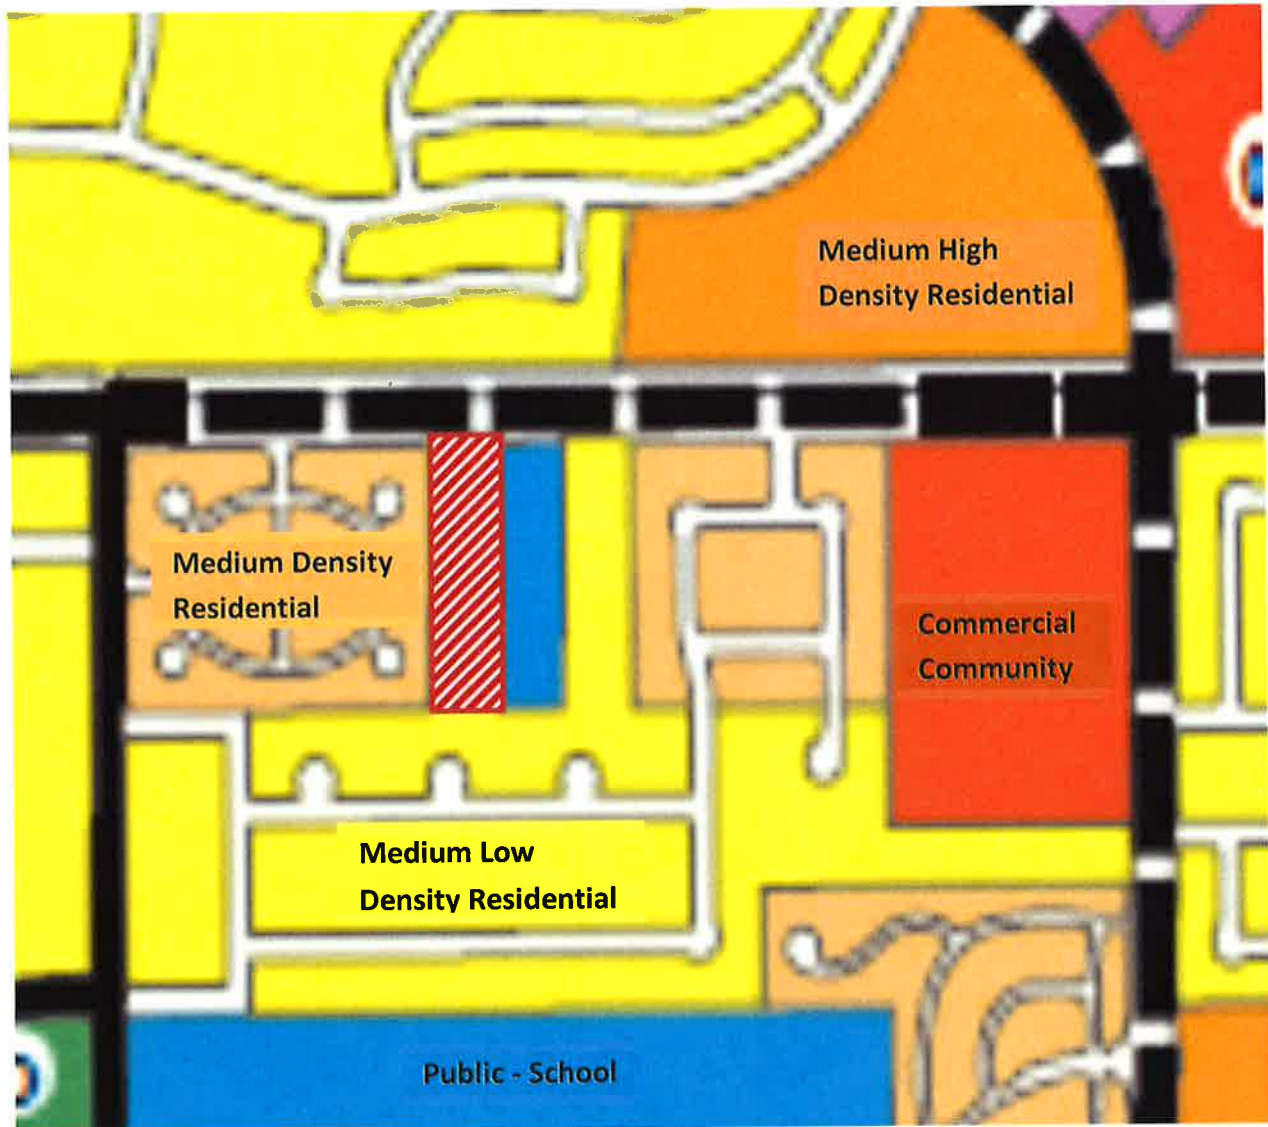 Medium High
Density Residential
Medium Density
Residential
Commercial
Community
Medium Low
Density Residential
Public - School